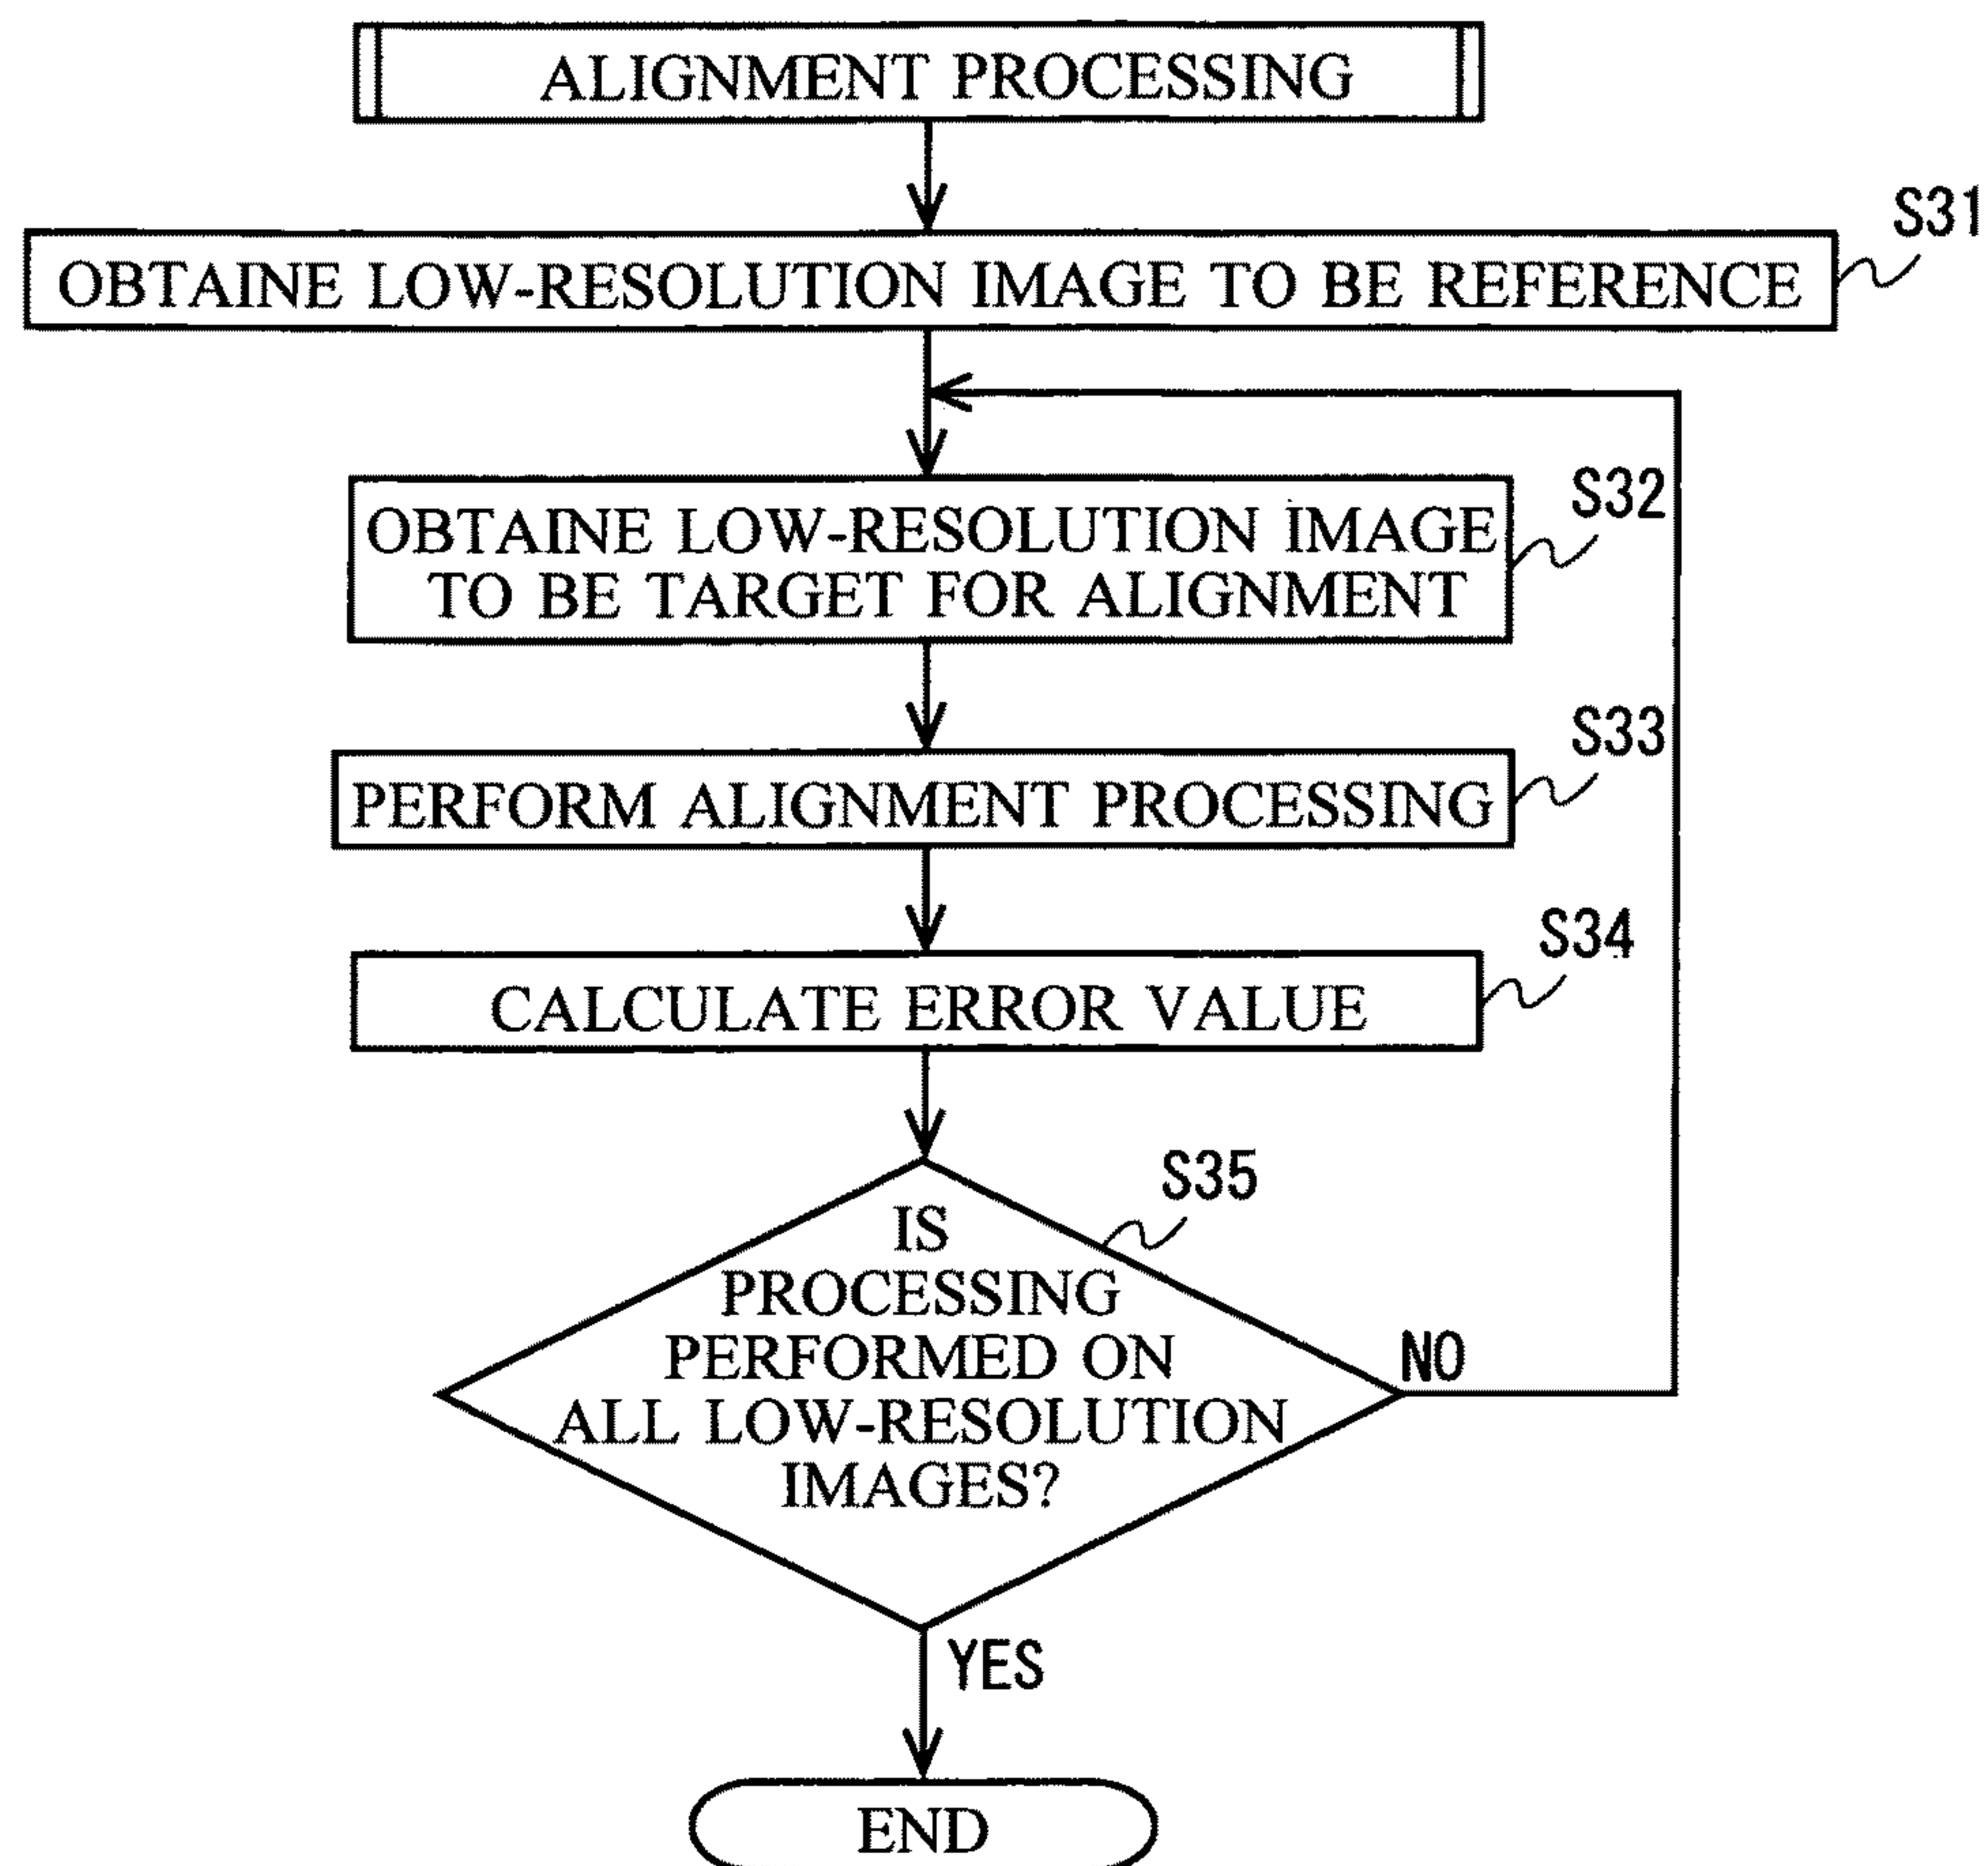 ALIGNMENT PROCESSING
S31
OBTAINE LOW-RESOLUTION IMAGE TO BE REFERENCE
S32
OBTAINE LOW-RESOLUTION IMAGE
TO BE TARGET FOR ALIGNMENT
S33
PERFORM ALIGNMENT PROCESSING
S34
CALCULATE ERROR VALUE
S35
IS
PROCESSING
PERFORMED ON
ALL LOW-RESOLUTION
IMAGES?
NO
YES
END